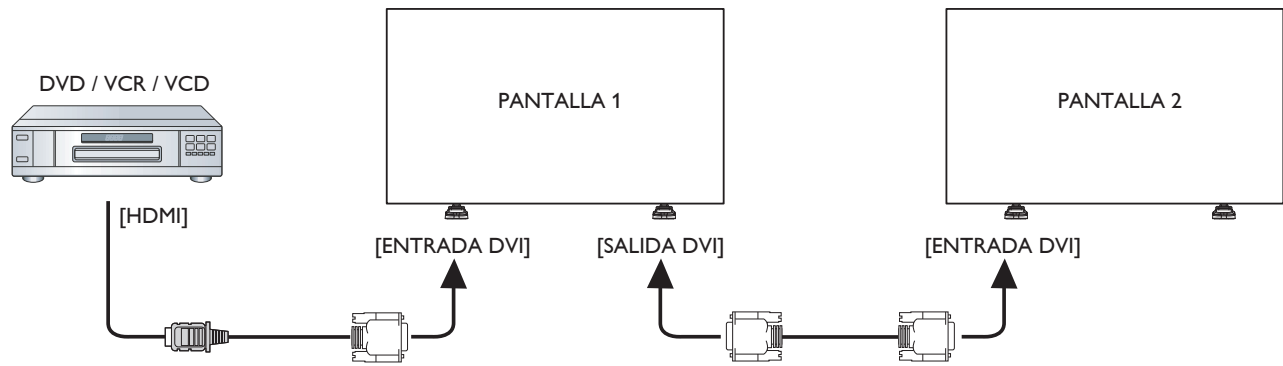 DVD / VCR / VCD
[HDMI]
PANTALLA 1
PANTALLA 2
[ENTRADA DVI]
[SALIDA DVI]
[ENTRADA DVI]